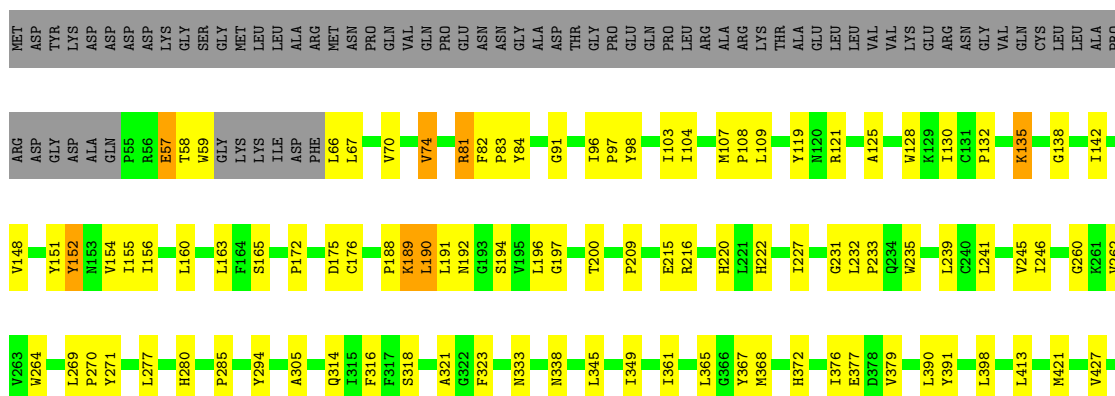 MET ASP TYR LYS ASP ASP ASP ASP LYS GLY SER GLY MET LEU LEU ALA ARG MET ASN PRO GLN VAL GLN PRO GLU ASN ASN GLY ALA ASP THR GLY PRO GLU GLN PRO LEU ARG ALA ARG LYS THR ALA GLU LEU LEU VAL VAL LYS GLU ARG ASN GLY VAL GLN CYS LEU LEU ALA PRO
ARG ASP GLY ASP ALA GLN P55 R56 E57 T58 W59 GLY LYS LYS ILE ASP PHE L66 L67 V70 V74 R81 F82 P83 Y84 G91 I96 P97 Y98 I103 I104 M107 P108 L109 Y119 N120 R121 A125 W128 K129 I130 C131 P132 K135 G138 I142
V148 Y151 Y152 N153 V154 I155 I156 L160 L163 F164 S165 P172 D175 C176 P188 K189 L190 L191 N192 G193 S194 V195 L196 G197 T200 P209 E215 R216 H220 L221 H222 I227 G231 L232 P233 Q234 W235 L239 C240 L241 V245 I246 G260 K261 V262
V263 W264 L269 P270 Y271 L277 H280 P285 Y294 A305 Q314 I315 F316 F317 S318 A321 G322 F323 N333 N338 L345 I349 I361 L365 G366 Y367 M368 H372 I376 E377 D378 V379 L390 Y391 L398 L413 M421 V427